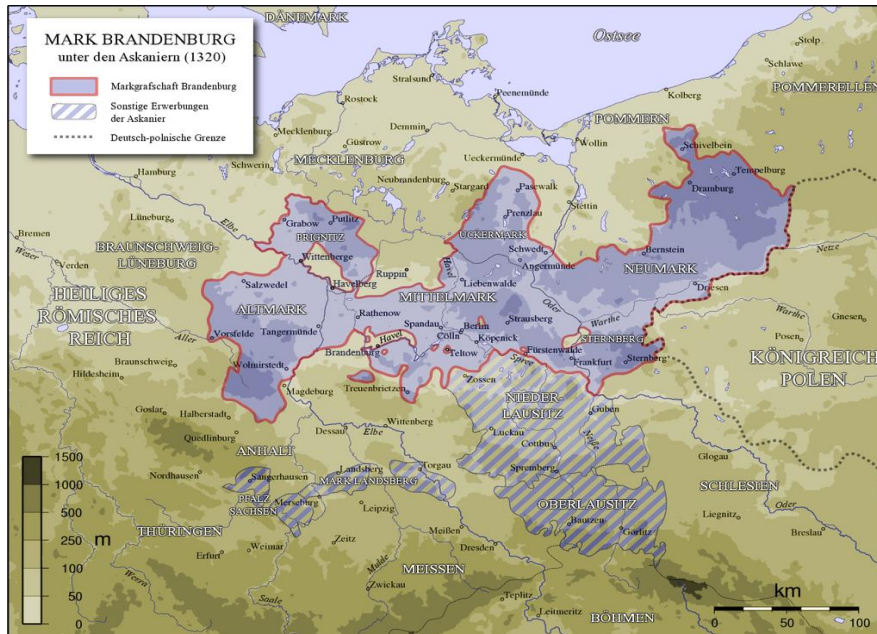 MARK BRANDENBURG
unter den Askaniern (1320)
Markgrafschaft Brandenburg
Sonstige Erwerbungen
der Askanier
Deutsch-polnische Grenze
DÄNEMARK
Ostsee
Stolp
Schlawe
POMMERELLEN
Stralsund
Peenemünde
Kolberg
Rostock
Demmin
POMMERN
Mecklenburg
Güstrow
Wollin
Schivelbein
MECKLENBURG
Ueckermünde
Schwerin
Tempelburg
Hamburg
Neubrandenburg
Stargard
Pasewalk
Dramburg
Stettin
Lüneburg
Elbe
Grabow
Putlitz
Prenzlau
PRIGNITZ
UCKERMARK
Bremen
BRAUNSCHWEIG-
LÜNEBURG
Schwedt
Bernstein
Netze
Weser
Verden
Wittenberge
Ruppin
Havel
Angermünde
NEUMARK
HEILIGES
RÖMISCHES
REICH
Salzwedel
Havelberg
Liebenwalde
Driesen
MITTELMARK
Oder
ALTMARK
Rathenow
Warthe
Warthe
Gnesen
Aller
Vorsfelde
Tangermünde
Spandau
Berlin
Strausberg
Posen
Havel
Cölln
Köpenick
STERNBERG
KÖNIGREICH
POLEN
Brandenburg
Teltow
Spree
Fürstenwalde
Braunschweig
Wolmirstedt
Frankfurt
Sternberg
Hildesheim
Magdeburg
Treuenbrietzen
Zossen
NIEDER-
LAUSITZ
Goslar
Halberstadt
Wittenberg
Guben
Dessau
Elbe
Luckau
Quedlinburg
Neiße
ANHALT
Cottbus
Glogau
Nordhausen
Landsberg
Torgau
Spremberg
Sangerhausen
MARK LANDSBERG
SCHLESIEN
PFALZ
SACHSEN
Merseburg
OBERLAUSITZ
Leipzig
Oder
Bautzen
Liegnitz
THÜRINGEN
Meißen
Görlitz
Breslau
Erfurt
Weimar
Zeitz
Dresden
Mulde
MEISSEN
Werra
Saale
Zwickau
Teplitz
Leitmeritz
BÖHMEN
1500
1000
500
250
100
50
0
m
km
0
50
100